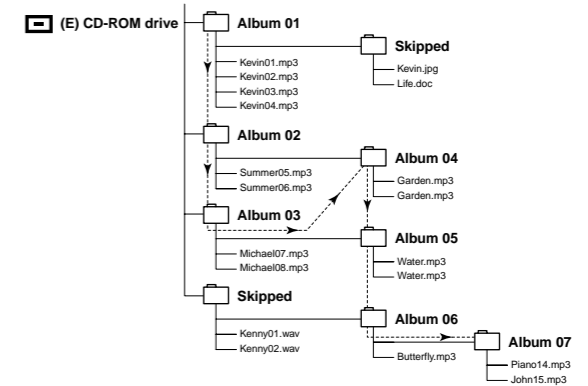 (E) CD-ROM drive
Album 01
Kevin01.mp3
Kevin02.mp3
Kevin03.mp3
Kevin04.mp3
Skipped
Kevin.jpg
Life.doc
Album 02
Summer05.mp3
Summer06.mp3
Album 04
Garden.mp3
Garden.mp3
Album 03
Michael07.mp3
Michael08.mp3
Album 05
Water.mp3
Water.mp3
Skipped
Kenny01.wav
Kenny02.wav
Album 06
Butterfly.mp3
Album 07
Piano14.mp3
John15.mp3